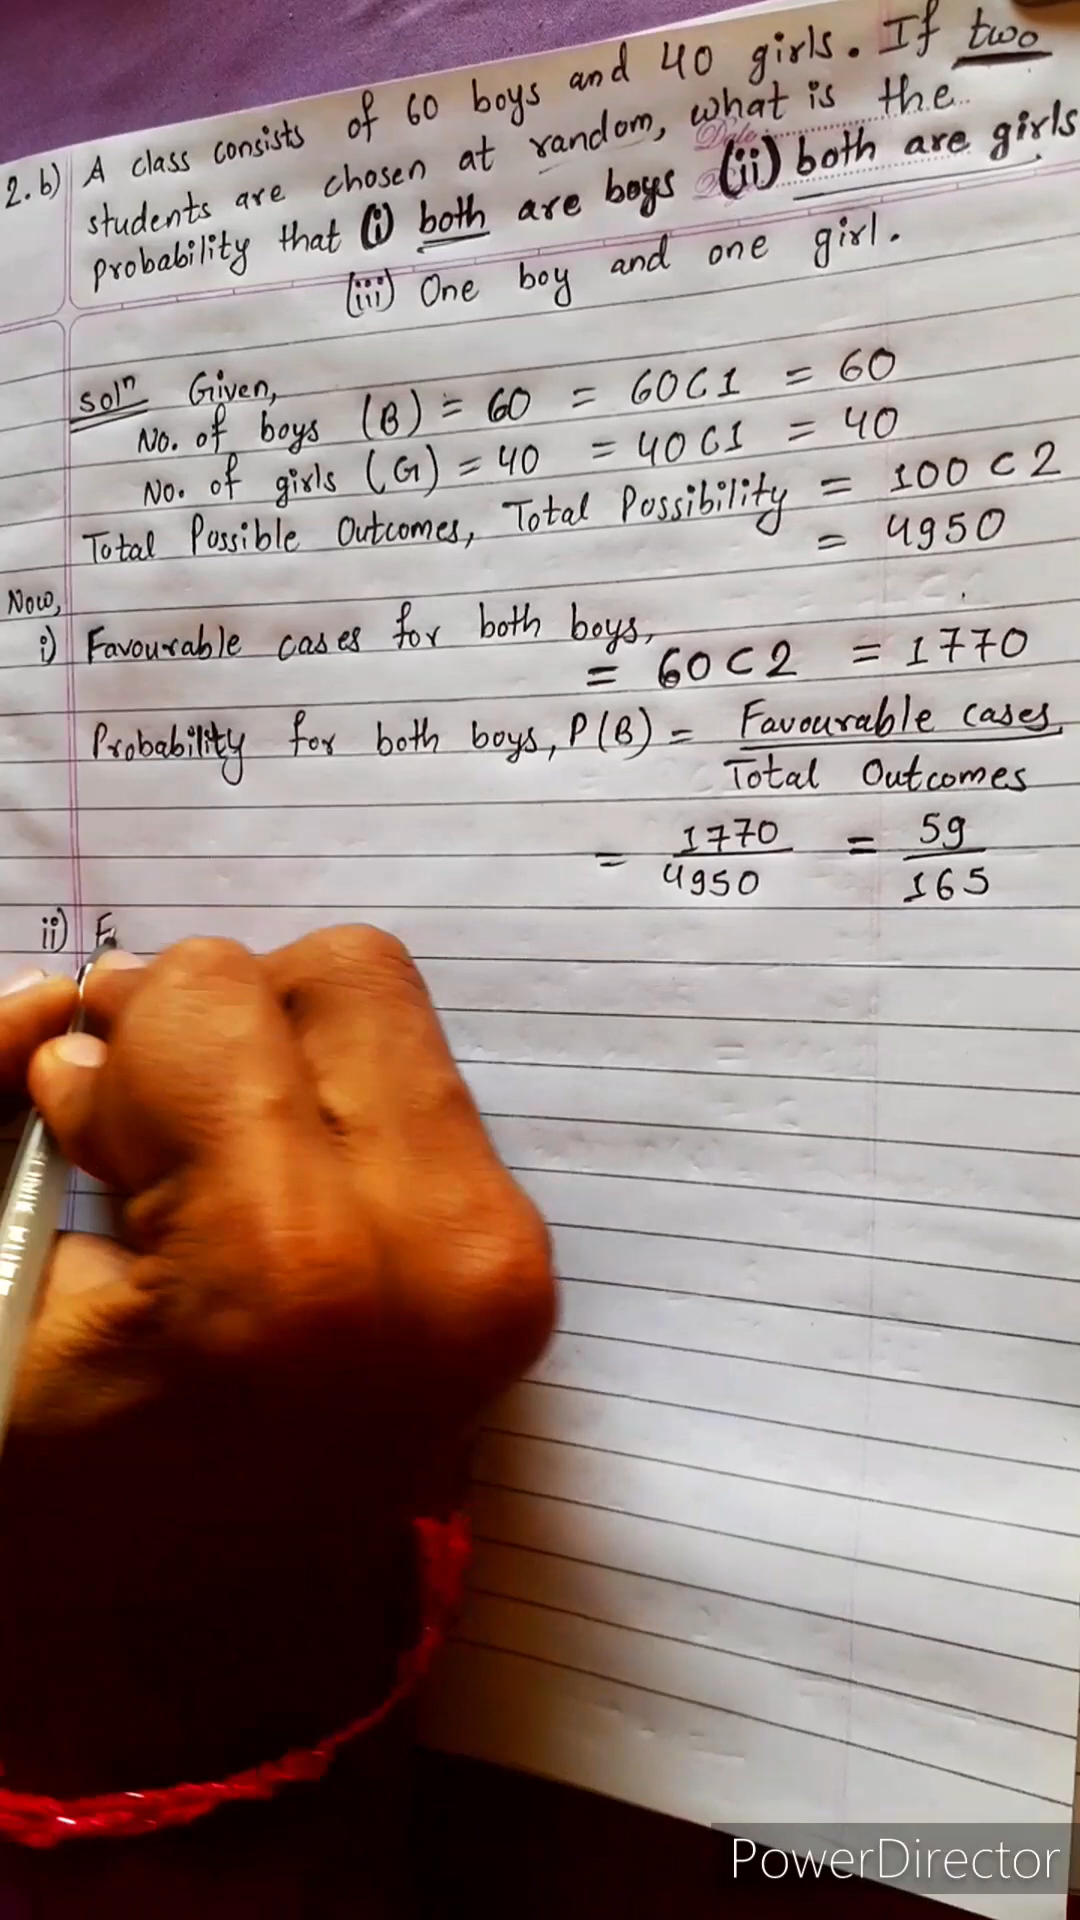 2.b) A class consists of 60 boys and 40 girls. If two
students are chosen at random, what is the
probability that (i) both are boys (ii) both are girls
(iii) One boy and one girl.
Date
Solⁿ Given,
No. of boys (B) = 60 = 60C1 = 60
No. of girls (G) = 40 = 40C1 = 40
Total Possible Outcomes, Total Possibility = 100C2
= 4950
Now,
i) Favourable cases for both boys,
= 60C2 = 1770
Probability for both boys, P(B) = Favourable cases
Total Outcomes
= 1770 = 59
4950 165
ii) F
PowerDirector